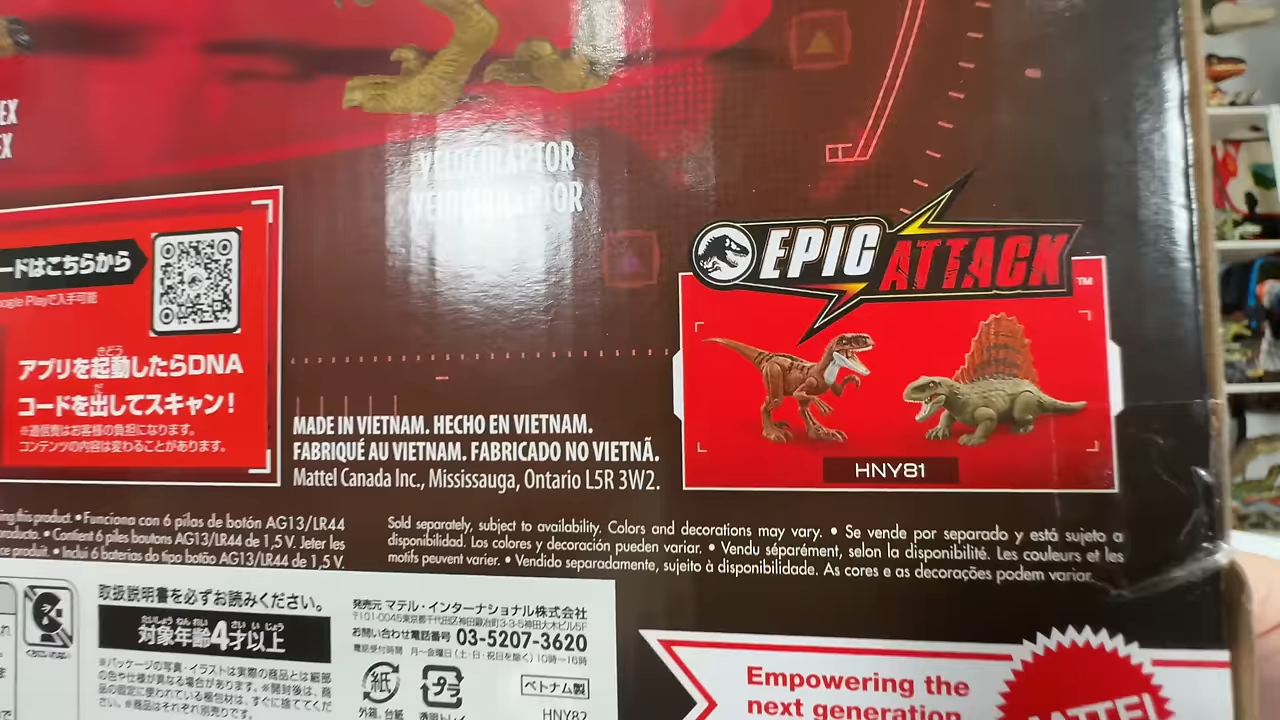 EX
EX
VELOCIRAPTOR
VELOCIRAPTOR
EPIC ATTACK™
HNY81
ードはこちらから
oogle Playで入手可能
アプリを起動したらDNA
コードを出してスキャン!
※通信費はお客様の負担になります。
コンテンツの内容は変わることがあります。
MADE IN VIETNAM. HECHO EN VIETNAM.
FABRIQUÉ AU VIETNAM. FABRICADO NO VIETNÃ.
Mattel Canada Inc., Mississauga, Ontario L5R 3W2.
ing this product. • Funciona con 6 pilas de botón AG13/LR44
producto. • Contient 6 piles boutons AG13/LR44 de 1,5 V. Jeter les
ce produit. • Inclui 6 baterias do tipo botão AG13/LR44 de 1,5 V.
Sold separately, subject to availability. Colors and decorations may vary. • Se vende por separado y está sujeto a
disponibilidad. Los colores y decoración pueden variar. • Vendu séparément, selon la disponibilité. Les couleurs et les
motifs peuvent varier. • Vendido separadamente, sujeito à disponibilidade. As cores e as decorações podem variar.
取扱説明書を必ずお読みください。
対象年齢4才以上
※パッケージの写真・イラストは実際の商品とは細部
の色や仕様が異なる場合があります。※開封後は、商
品の固定に使われている梱包材は、すぐに捨ててくだ
さい。※商品はそれぞれ別売りです。
発売元 マテル・インターナショナル株式会社
〒101-0045東京都千代田区神田鍛冶町3-3-5神田大木ビル5F
お問い合わせ電話番号 03-5207-3620
電話受付時間 月〜金曜日(土・日・祝日を除く)10時〜16時
紙
プラ
外箱、台紙
透明トレイ
ベトナム製
HNY82
Empowering the
next generation
MATTEL